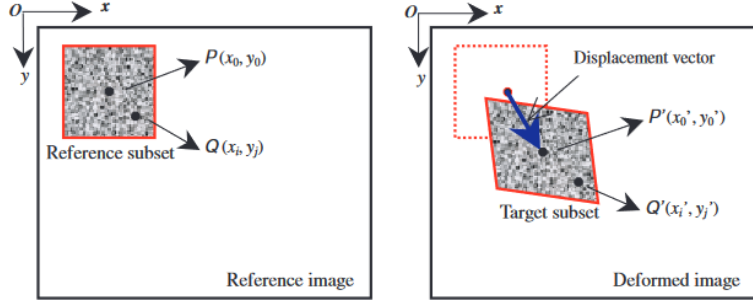 O x
y
P(x₀, y₀)
Q(xᵢ, yⱼ)
Reference subset
Reference image
O x
y
Displacement vector
P'(x₀', y₀')
Q'(xᵢ', yⱼ')
Target subset
Deformed image